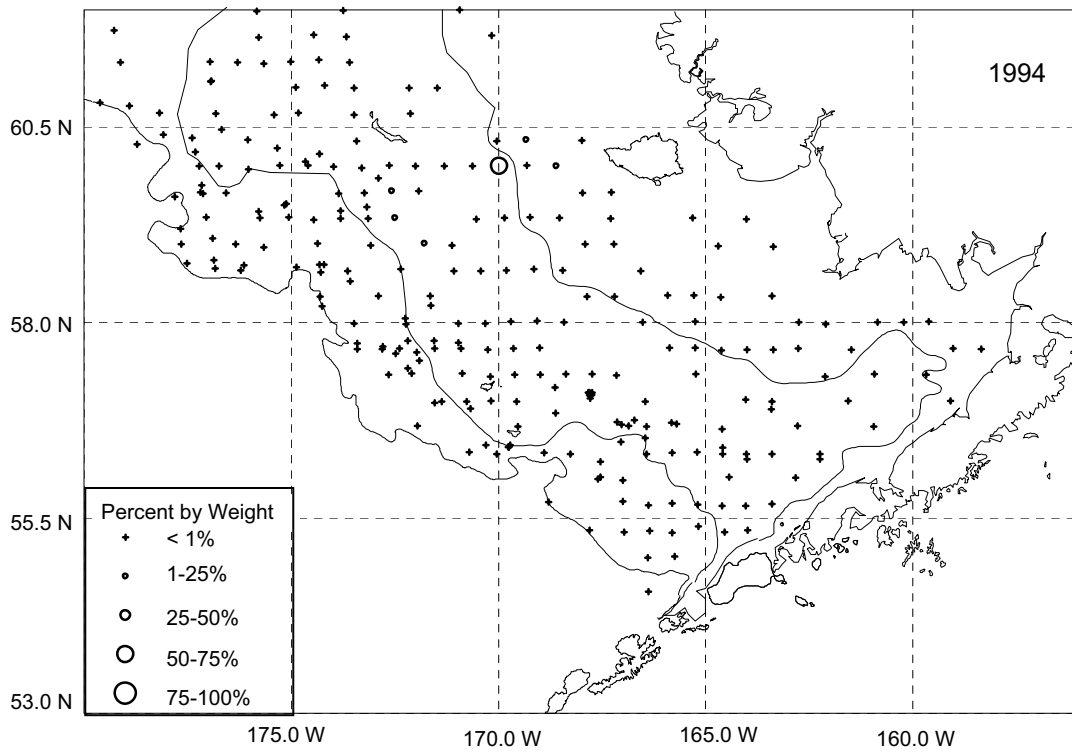 1994
60.5 N
58.0 N
55.5 N
53.0 N
Percent by Weight
< 1%
1-25%
25-50%
50-75%
75-100%
175.0 W
170.0 W
165.0 W
160.0 W